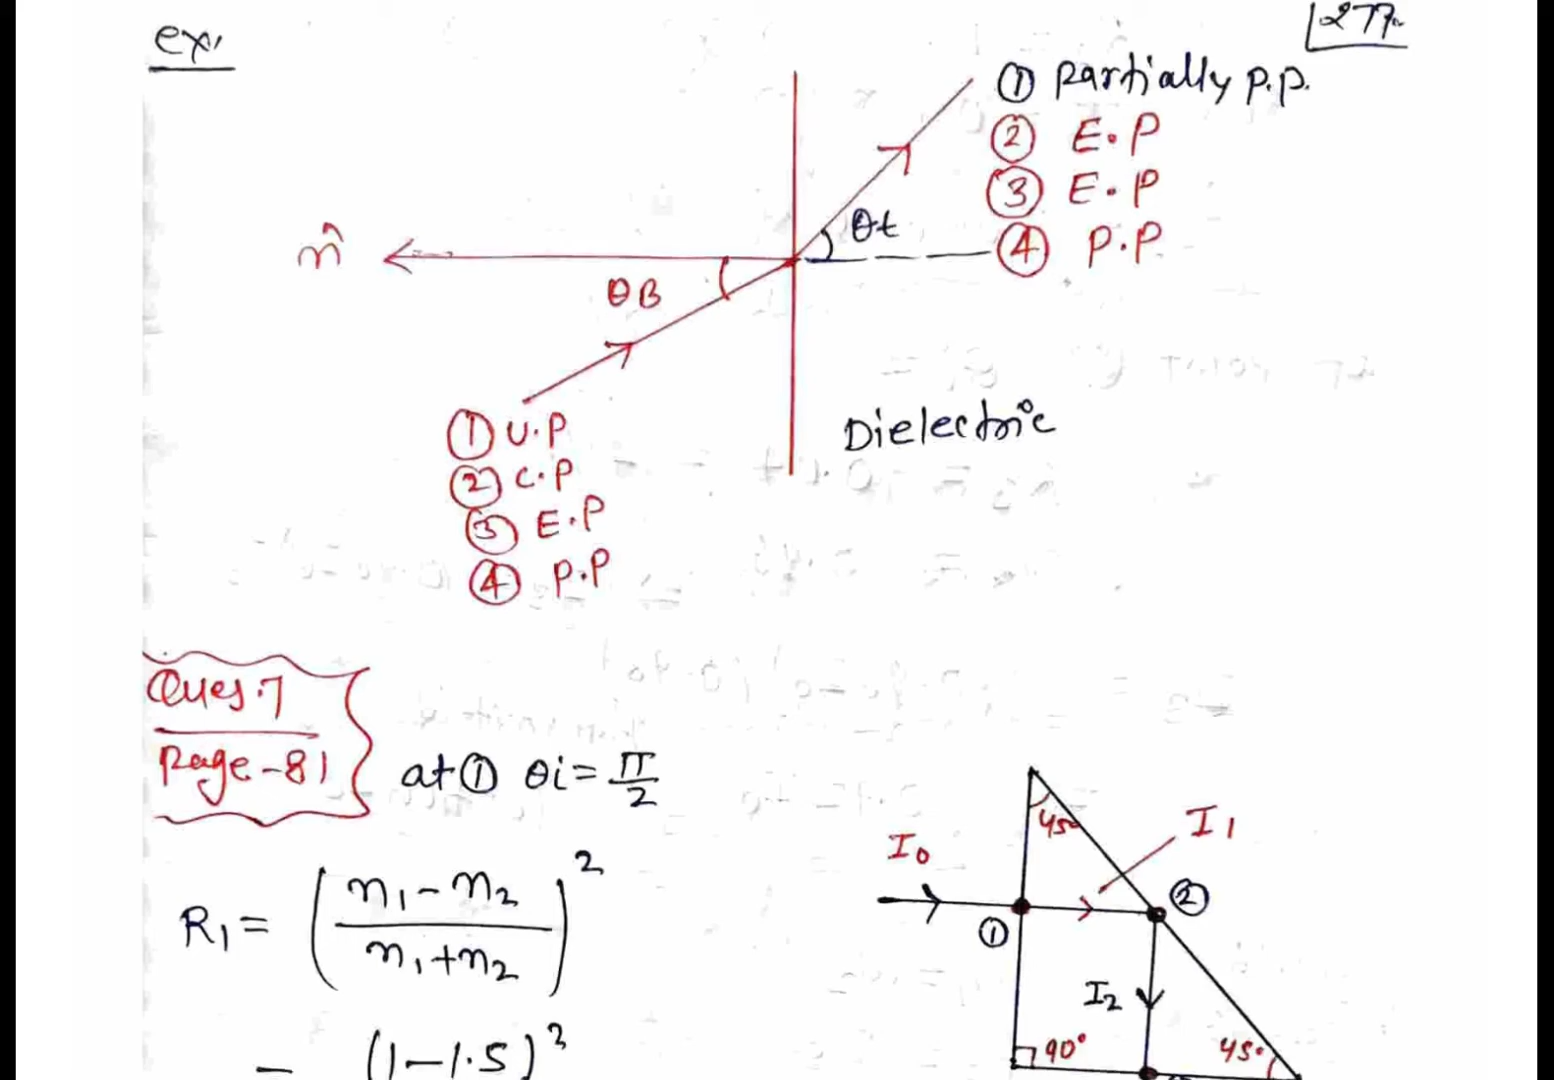 ex.
277.
① Partially p.p.
② E.P
③ E.P
④ P.P
n̂
θt
θB
Dielectric
① U.P
② C.P
③ E.P
④ P.P
Ques.7
Page-81
at ① θi = π/2
45°
I0
I1
①
②
R1 = (n1 - n2 / n1 + n2)²
I2
90°
45°
= (1 - 1.5)²